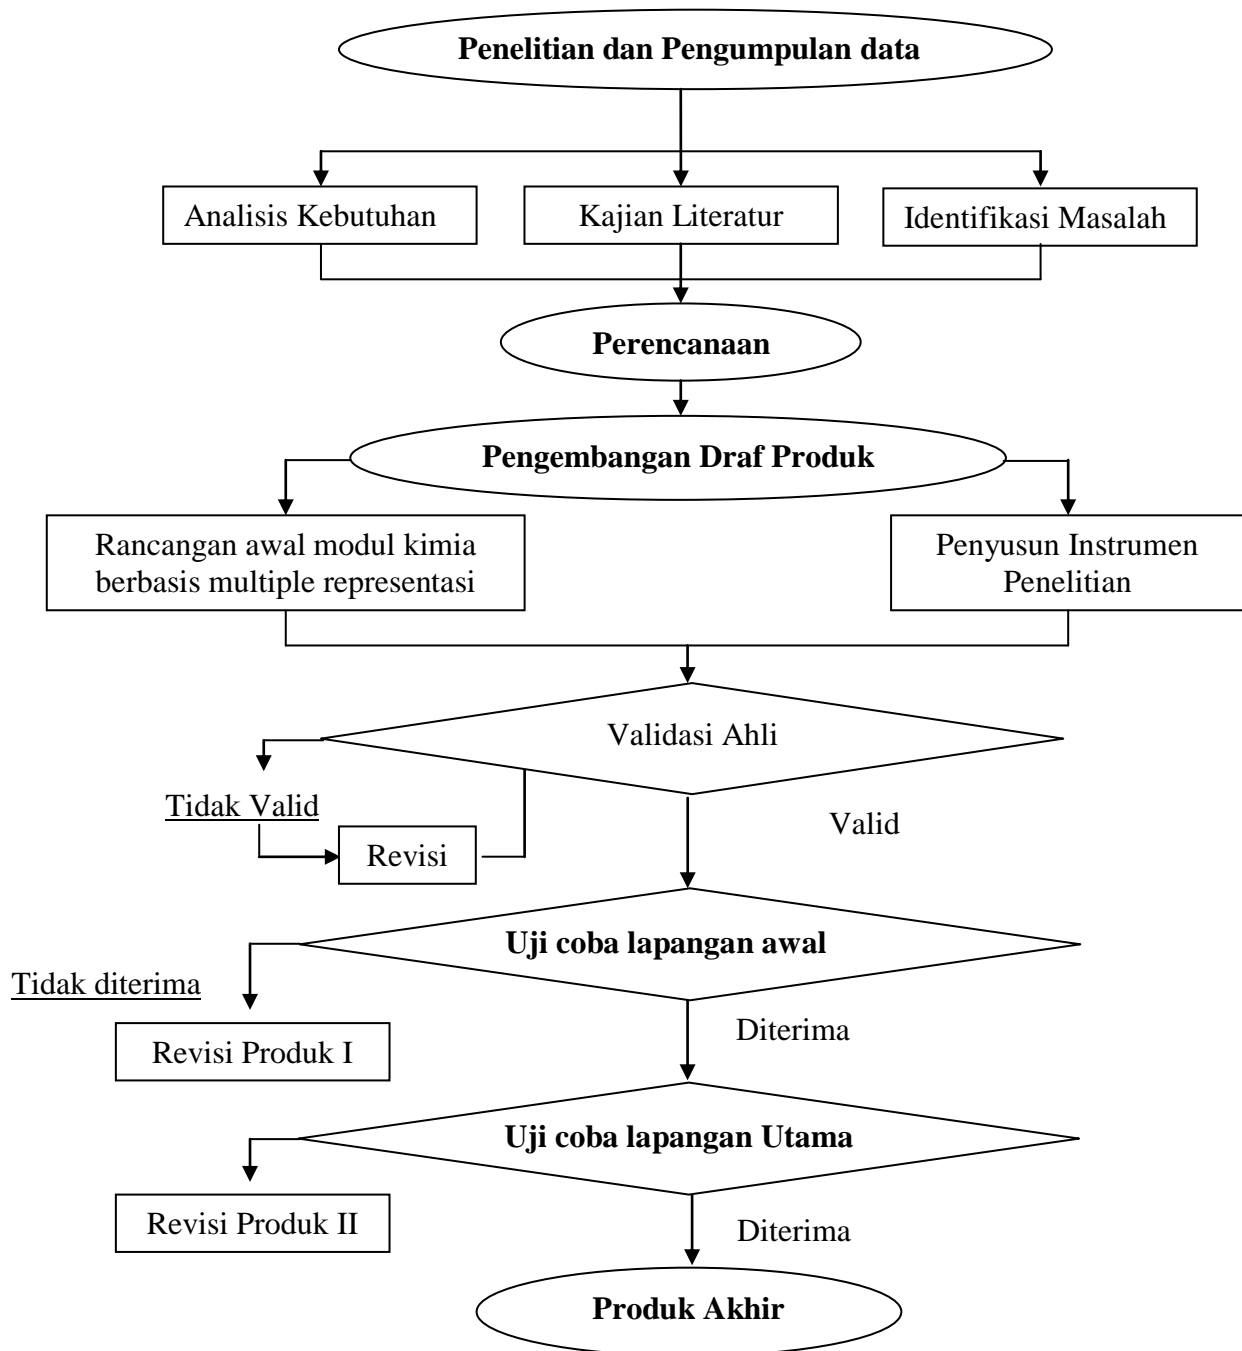 Penelitian dan Pengumpulan data
Analisis Kebutuhan
Kajian Literatur
Identifikasi Masalah
Perencanaan
Pengembangan Draf Produk
Rancangan awal modul kimia
berbasis multiple representasi
Penyusun Instrumen
Penelitian
Validasi Ahli
Tidak Valid
Valid
Revisi
Uji coba lapangan awal
Tidak diterima
Diterima
Revisi Produk I
Uji coba lapangan Utama
Revisi Produk II
Diterima
Produk Akhir